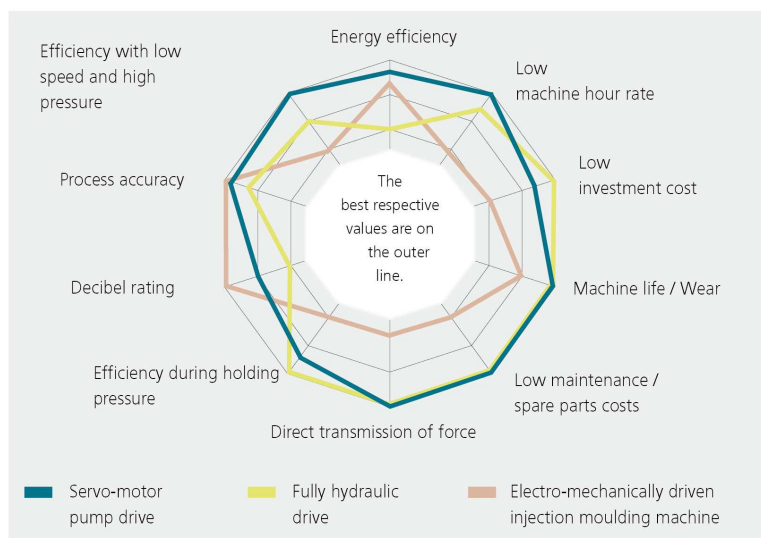 Energy efficiency
Efficiency with low
speed and high
pressure
Low
machine hour rate
Process accuracy
Low
investment cost
The
best respective
values are on
the outer
line.
Decibel rating
Machine life / Wear
Efficiency during holding
pressure
Low maintenance /
spare parts costs
Direct transmission of force
Servo-motor
pump drive
Fully hydraulic
drive
Electro-mechanically driven
injection moulding machine